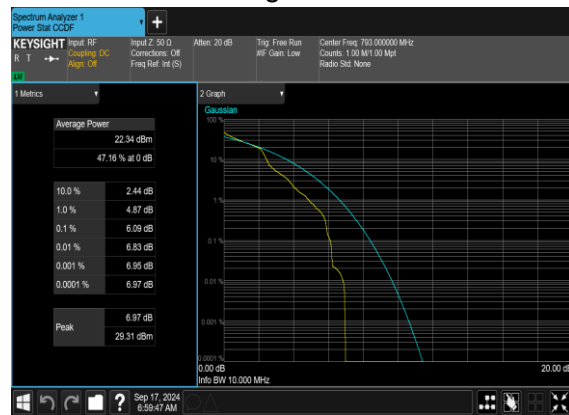 Spectrum Analyzer 1
Power Stat CCDF
KEYSIGHT
R T
LXI
Input: RF
Coupling: DC
Align: Off
Input Z: 50 Ω
Corrections: Off
Freq Ref: Int (S)
Atten: 20 dB
Trig: Free Run
#IF Gain: Low
Center Freq: 793.000000 MHz
Counts: 1.00 M/1.00 Mpt
Radio Std: None
1 Metrics
Average Power
22.34 dBm
47.16 % at 0 dB
10.0 % 2.44 dB
1.0 % 4.87 dB
0.1 % 6.09 dB
0.01 % 6.83 dB
0.001 % 6.95 dB
0.0001 % 6.97 dB
Peak
6.97 dB
29.31 dBm
2 Graph
Gaussian
100 %
10 %
1 %
0.1 %
0.01 %
0.001 %
0.0001 %
0.00 dB
20.00 dB
Info BW 10.000 MHz
?
Sep 17, 2024
6:59:47 AM